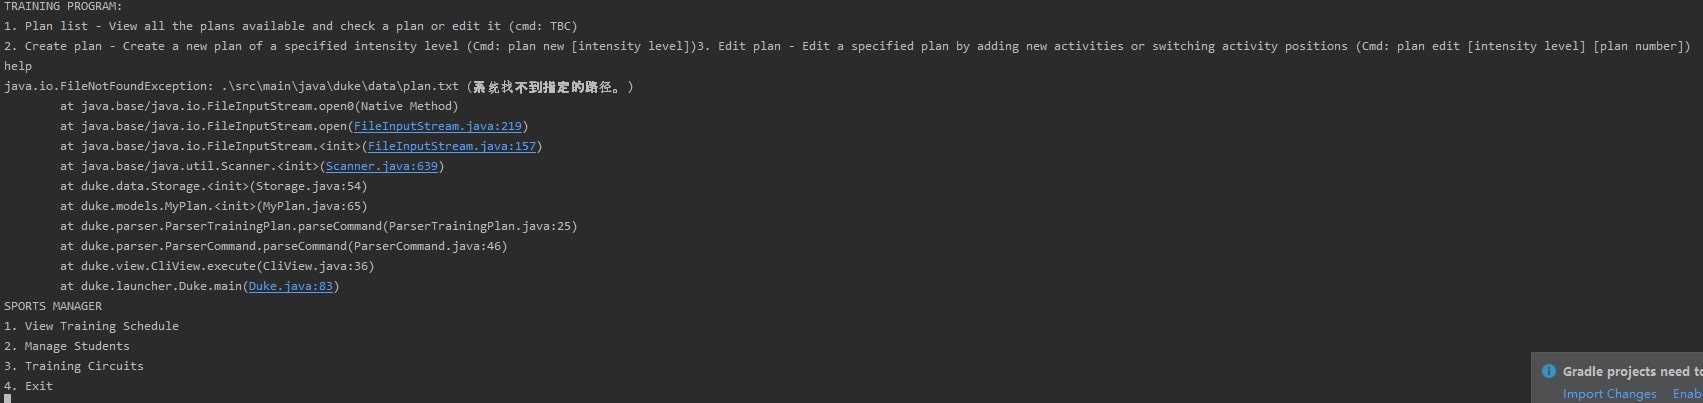 TRAINING PROGRAM:
1. Plan list - View all the plans available and check a plan or edit it (cmd: TBC)
2. Create plan - Create a new plan of a specified intensity level (Cmd: plan new [intensity level])3. Edit plan - Edit a specified plan by adding new activities or switching activity positions (Cmd: plan edit [intensity level] [plan number])
help
java.io.FileNotFoundException: .\src\main\java\duke\data\plan.txt (系统找不到指定的路径。)
at java.base/java.io.FileInputStream.open0(Native Method)
at java.base/java.io.FileInputStream.open(FileInputStream.java:219)
at java.base/java.io.FileInputStream.<init>(FileInputStream.java:157)
at java.base/java.util.Scanner.<init>(Scanner.java:639)
at duke.data.Storage.<init>(Storage.java:54)
at duke.models.MyPlan.<init>(MyPlan.java:65)
at duke.parser.ParserTrainingPlan.parseCommand(ParserTrainingPlan.java:25)
at duke.parser.ParserCommand.parseCommand(ParserCommand.java:46)
at duke.view.CliView.execute(CliView.java:36)
at duke.launcher.Duke.main(Duke.java:83)
SPORTS MANAGER
1. View Training Schedule
2. Manage Students
3. Training Circuits
4. Exit
Gradle projects need to
Import Changes Enab